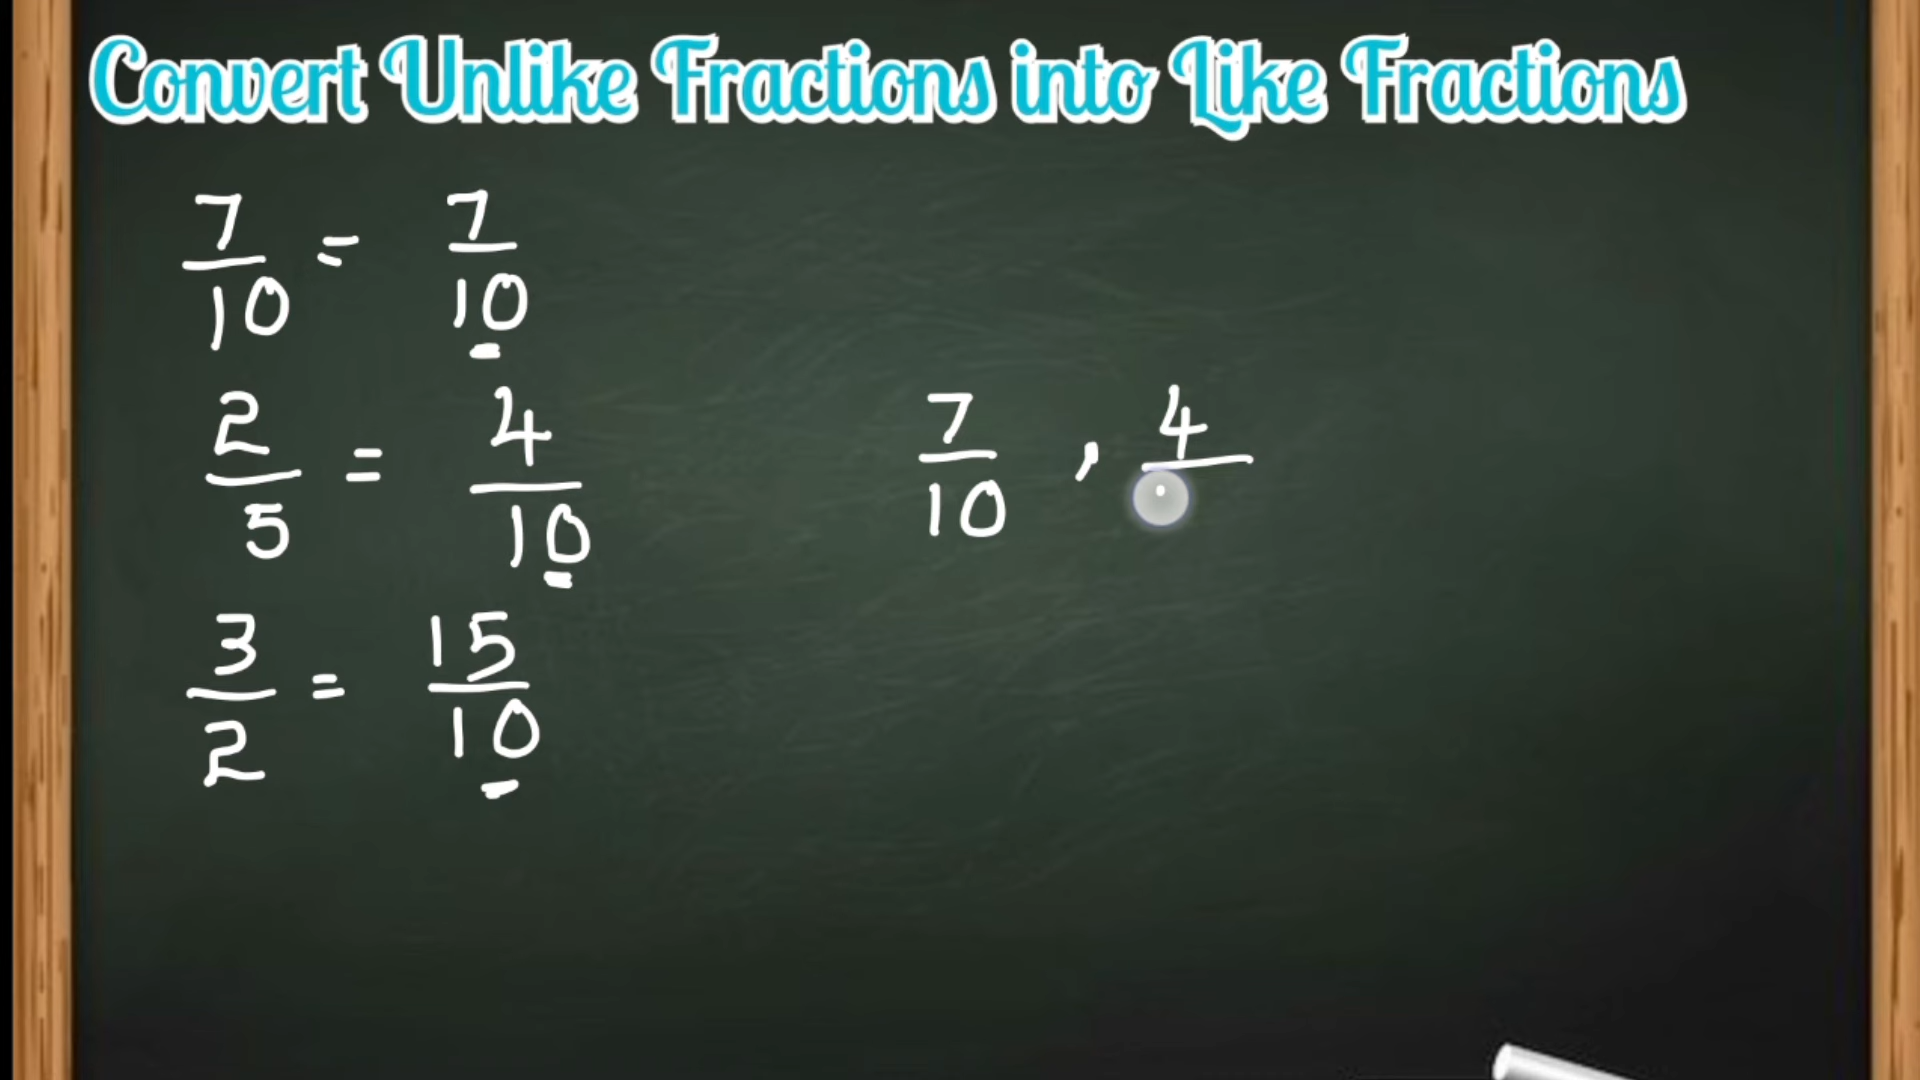 Convert Unlike Fractions into Like Fractions
7/10 = 7/10
2/5 = 4/10
3/2 = 15/10
7/10 , 4/